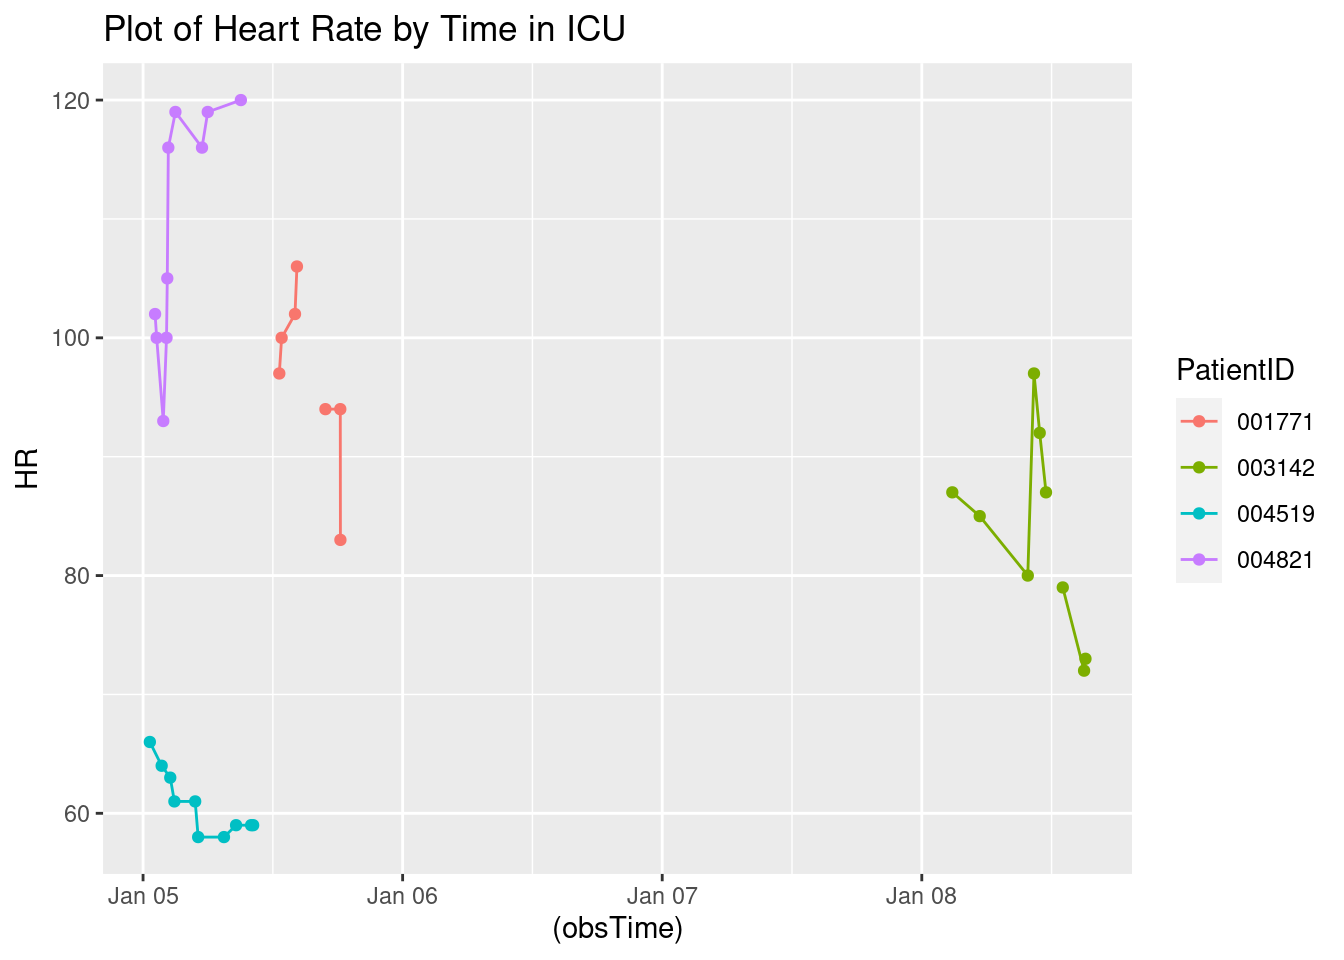 Plot of Heart Rate by Time in ICU
120
100
80
60
HR
Jan 05 Jan 06 Jan 07 Jan 08
(obsTime)
PatientID
001771
003142
004519
004821